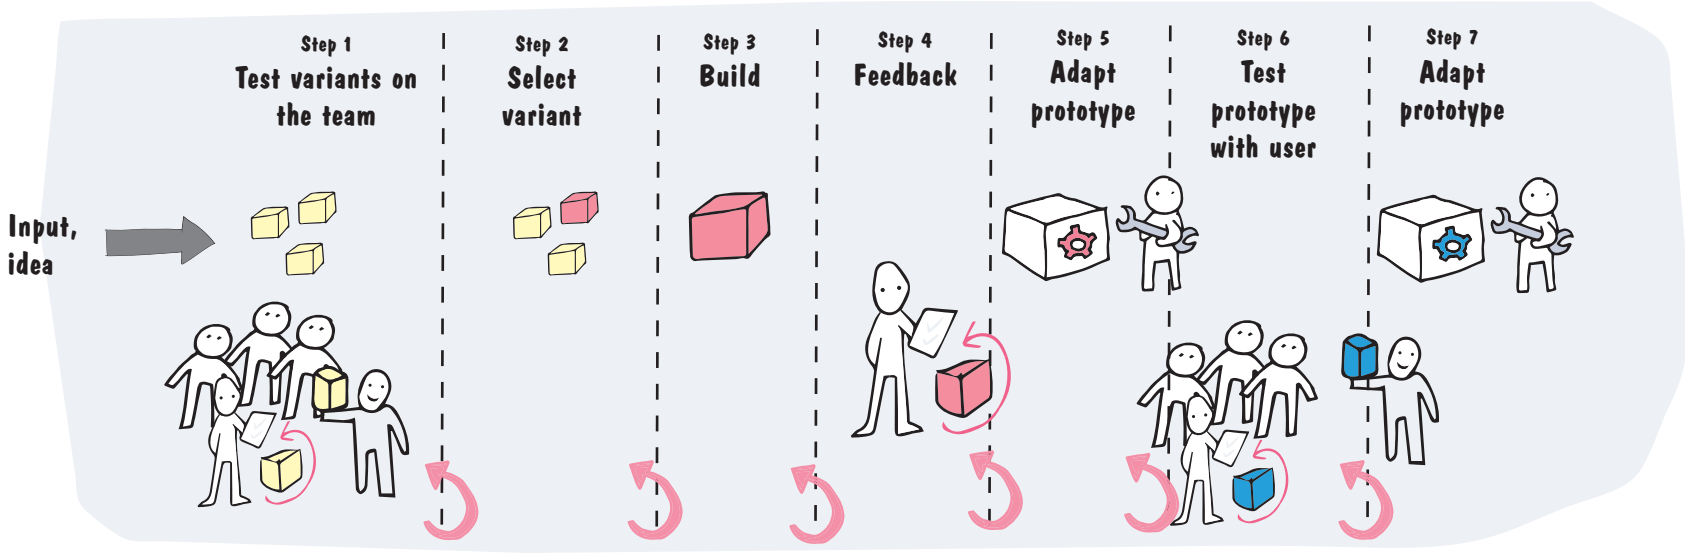 Step 1
Test variants on
the team
Step 2
Select
variant
Step 3
Build
Step 4
Feedback
Step 5
Adapt
prototype
Step 6
Test
prototype
with user
Step 7
Adapt
prototype
Input,
idea